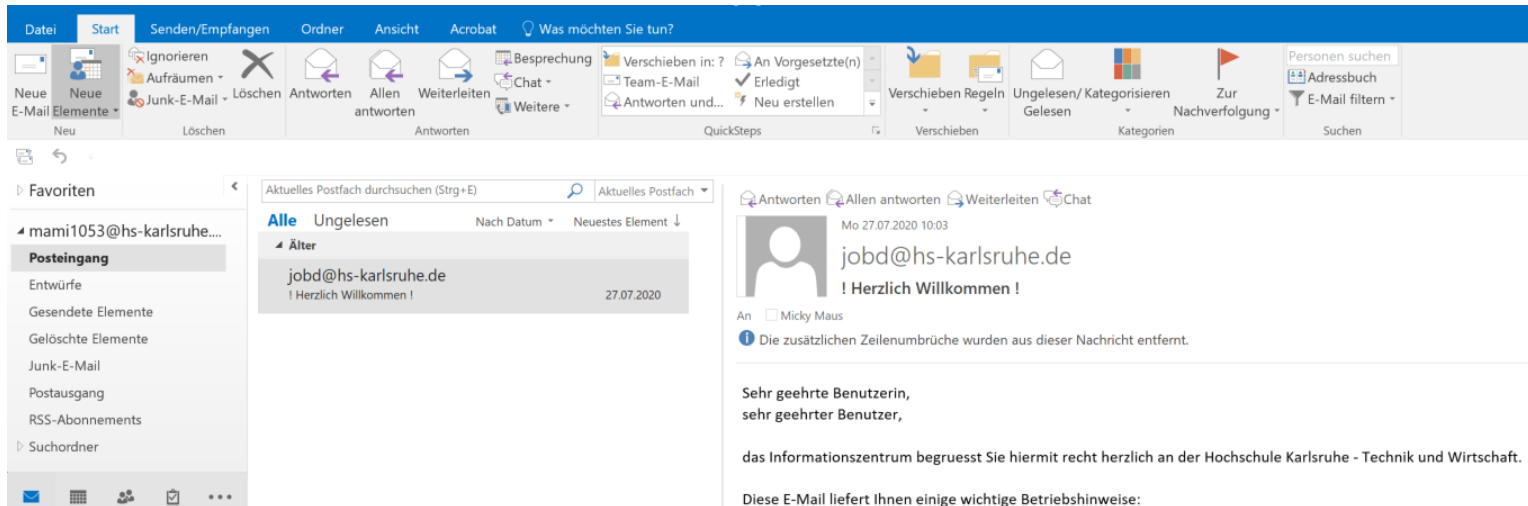 Datei Start Senden/Empfangen Ordner Ansicht Acrobat Was möchten Sie tun?
Neue E-Mail
Neue Elemente
Neu
Ignorieren
Aufräumen
Junk-E-Mail
Löschen
Löschen
Antworten
Allen antworten
Weiterleiten
Besprechung
Chat
Weitere
Antworten
Verschieben in: ?
Team-E-Mail
Antworten und...
An Vorgesetzte(n)
Erledigt
Neu erstellen
QuickSteps
Verschieben
Regeln
Verschieben
Ungelesen/ Gelesen
Kategorisieren
Zur Nachverfolgung
Kategorien
Personen suchen
Adressbuch
E-Mail filtern
Suchen
Favoriten
mami1053@hs-karlsruhe....
Posteingang
Entwürfe
Gesendete Elemente
Gelöschte Elemente
Junk-E-Mail
Postausgang
RSS-Abonnements
Suchordner
Aktuelles Postfach durchsuchen (Strg+E) Aktuelles Postfach
Alle Ungelesen Nach Datum Neuestes Element
Älter
jobd@hs-karlsruhe.de
! Herzlich Willkommen ! 27.07.2020
Antworten Allen antworten Weiterleiten Chat
Mo 27.07.2020 10:03
jobd@hs-karlsruhe.de
! Herzlich Willkommen !
An Micky Maus
Die zusätzlichen Zeilenumbrüche wurden aus dieser Nachricht entfernt.
Sehr geehrte Benutzerin,
sehr geehrter Benutzer,
das Informationszentrum begruesst Sie hiermit recht herzlich an der Hochschule Karlsruhe - Technik und Wirtschaft.
Diese E-Mail liefert Ihnen einige wichtige Betriebshinweise: